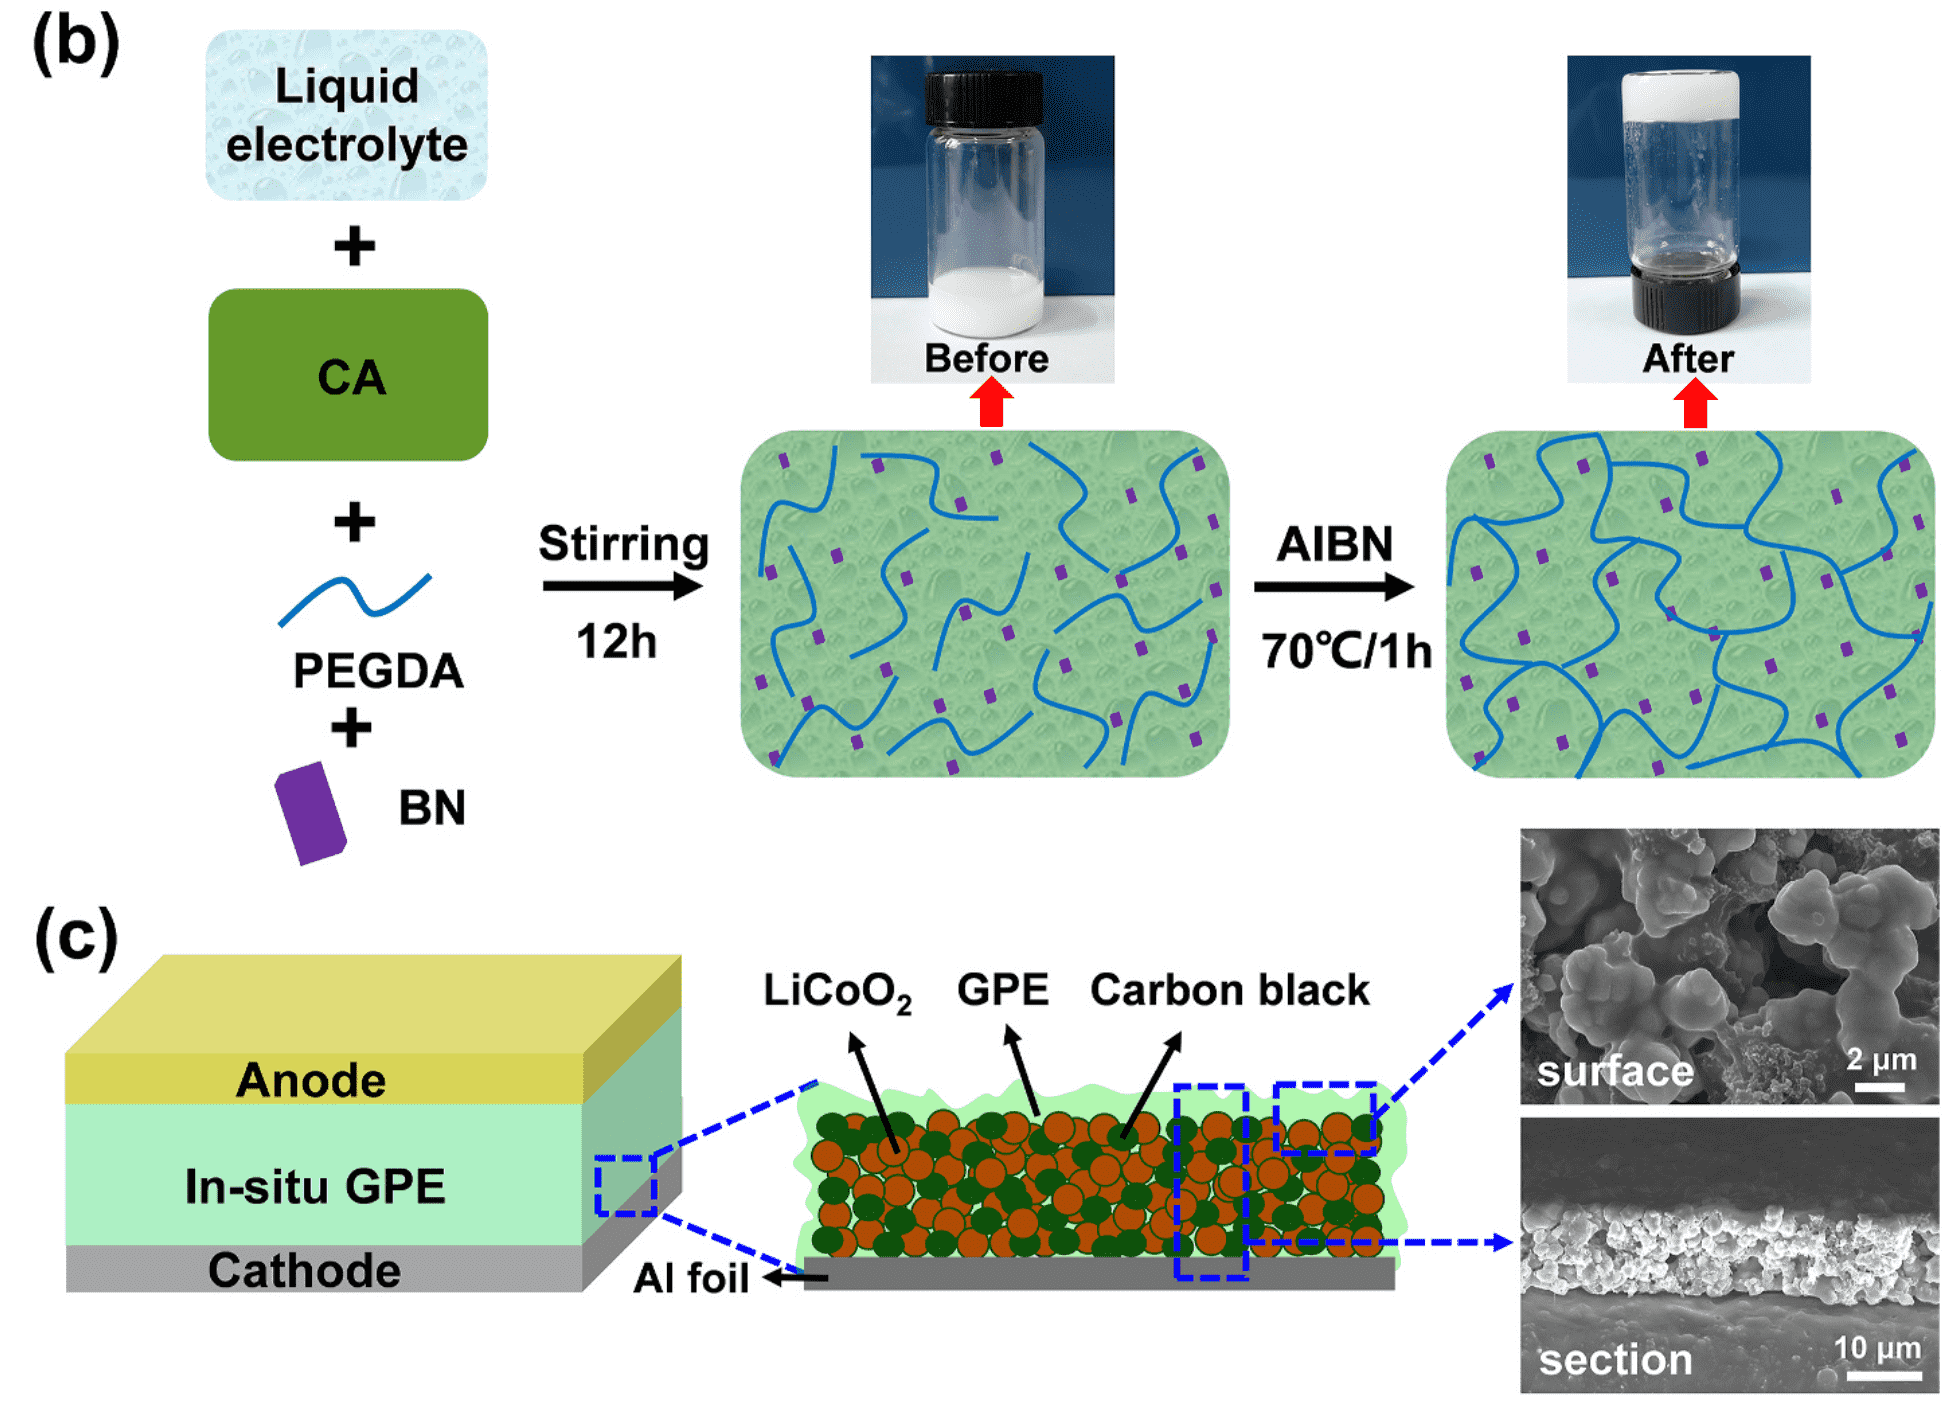 (b)
Liquid
electrolyte
+
CA
+
PEGDA
+
BN
Stirring
12h
Before
AIBN
70℃/1h
After
(c)
Anode
In-situ GPE
Cathode
LiCoO₂
GPE
Carbon black
Al foil
surface
2 μm
section
10 μm